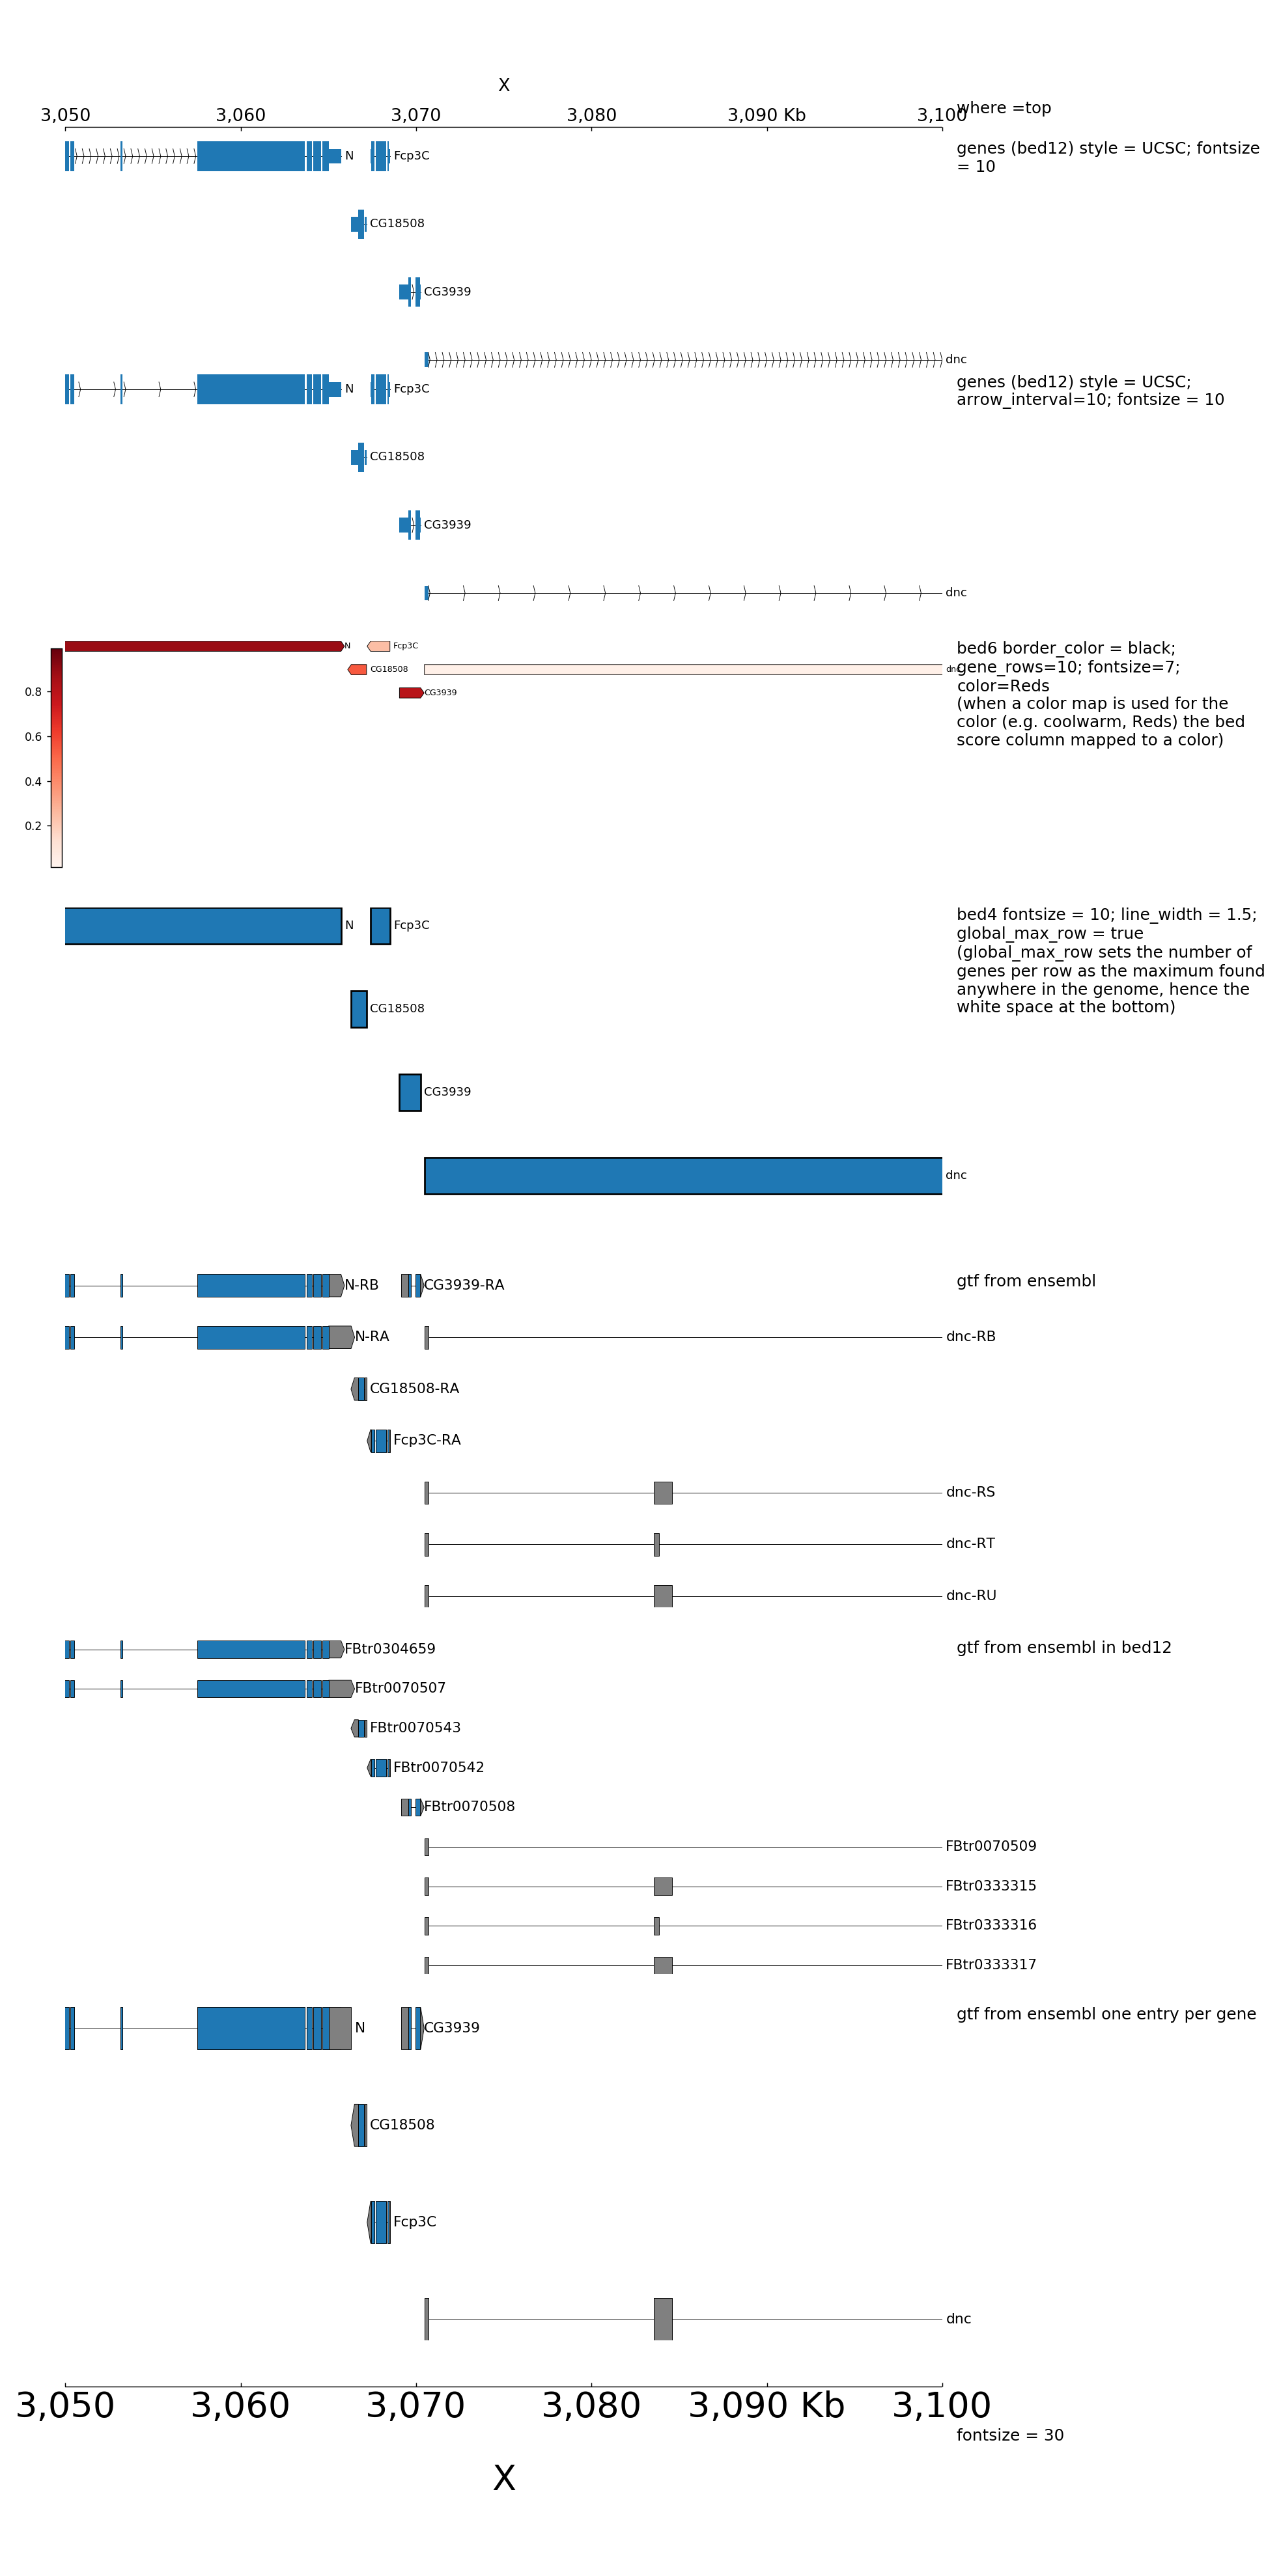 X
3,050 3,060 3,070 3,080 3,090 Kb 3,100
where =top
N Fcp3C
genes (bed12) style = UCSC; fontsize
= 10
CG18508
CG3939
dnc
N Fcp3C
genes (bed12) style = UCSC;
arrow_interval=10; fontsize = 10
CG18508
CG3939
dnc
N Fcp3C
CG18508 dnc
CG3939
0.8
0.6
0.4
0.2
bed6 border_color = black;
gene_rows=10; fontsize=7;
color=Reds
(when a color map is used for the
color (e.g. coolwarm, Reds) the bed
score column mapped to a color)
N Fcp3C
CG18508
CG3939
dnc
bed4 fontsize = 10; line_width = 1.5;
global_max_row = true
(global_max_row sets the number of
genes per row as the maximum found
anywhere in the genome, hence the
white space at the bottom)
N-RB CG3939-RA
gtf from ensembl
N-RA dnc-RB
CG18508-RA
Fcp3C-RA
dnc-RS
dnc-RT
dnc-RU
FBtr0304659
gtf from ensembl in bed12
FBtr0070507
FBtr0070543
FBtr0070542
FBtr0070508
FBtr0070509
FBtr0333315
FBtr0333316
FBtr0333317
N CG3939
gtf from ensembl one entry per gene
CG18508
Fcp3C
dnc
3,050 3,060 3,070 3,080 3,090 Kb 3,100
fontsize = 30
X